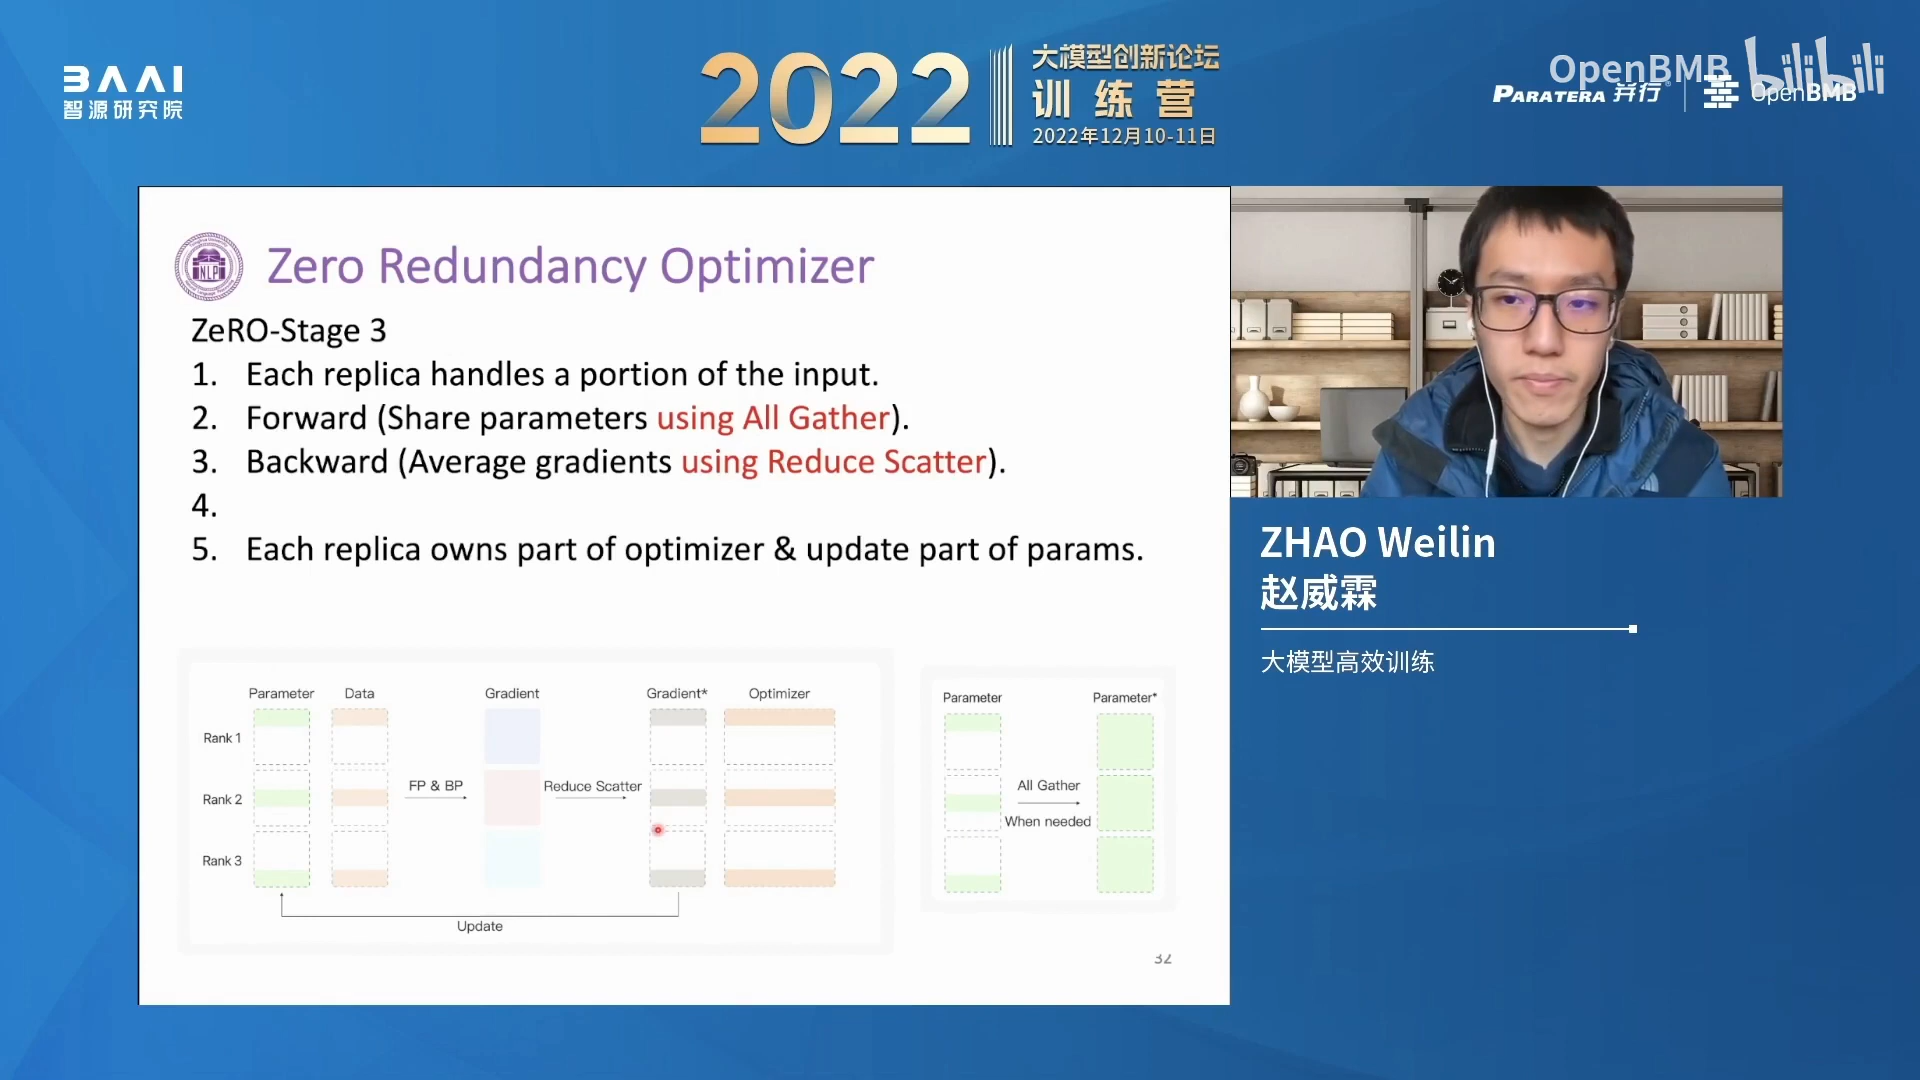 BAAI
智源研究院
2022
大模型创新论坛
训练营
2022年12月10-11日
OpenBMB bilibili
PARATERA 并行 OpenBMB
Zero Redundancy Optimizer
ZeRO-Stage 3
1. Each replica handles a portion of the input.
2. Forward (Share parameters using All Gather).
3. Backward (Average gradients using Reduce Scatter).
4.
5. Each replica owns part of optimizer & update part of params.
Parameter Data Gradient Gradient* Optimizer
Rank 1
Rank 2
Rank 3
FP & BP
Reduce Scatter
Update
Parameter Parameter*
All Gather
When needed
32
ZHAO Weilin
赵威霖
大模型高效训练
NLP